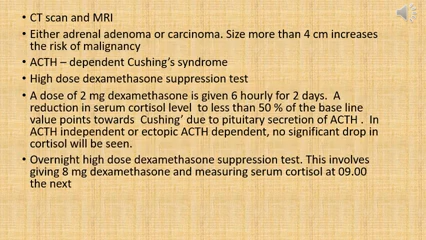 • CT scan and MRI
• Either adrenal adenoma or carcinoma. Size more than 4 cm increases
the risk of malignancy
• ACTH – dependent Cushing's syndrome
• High dose dexamethasone suppression test
• A dose of 2 mg dexamethasone is given 6 hourly for 2 days. A
reduction in serum cortisol level to less than 50 % of the base line
value points towards Cushing' due to pituitary secretion of ACTH . In
ACTH independent or ectopic ACTH dependent, no significant drop in
cortisol will be seen.
• Overnight high dose dexamethasone suppression test. This involves
giving 8 mg dexamethasone and measuring serum cortisol at 09.00
the next